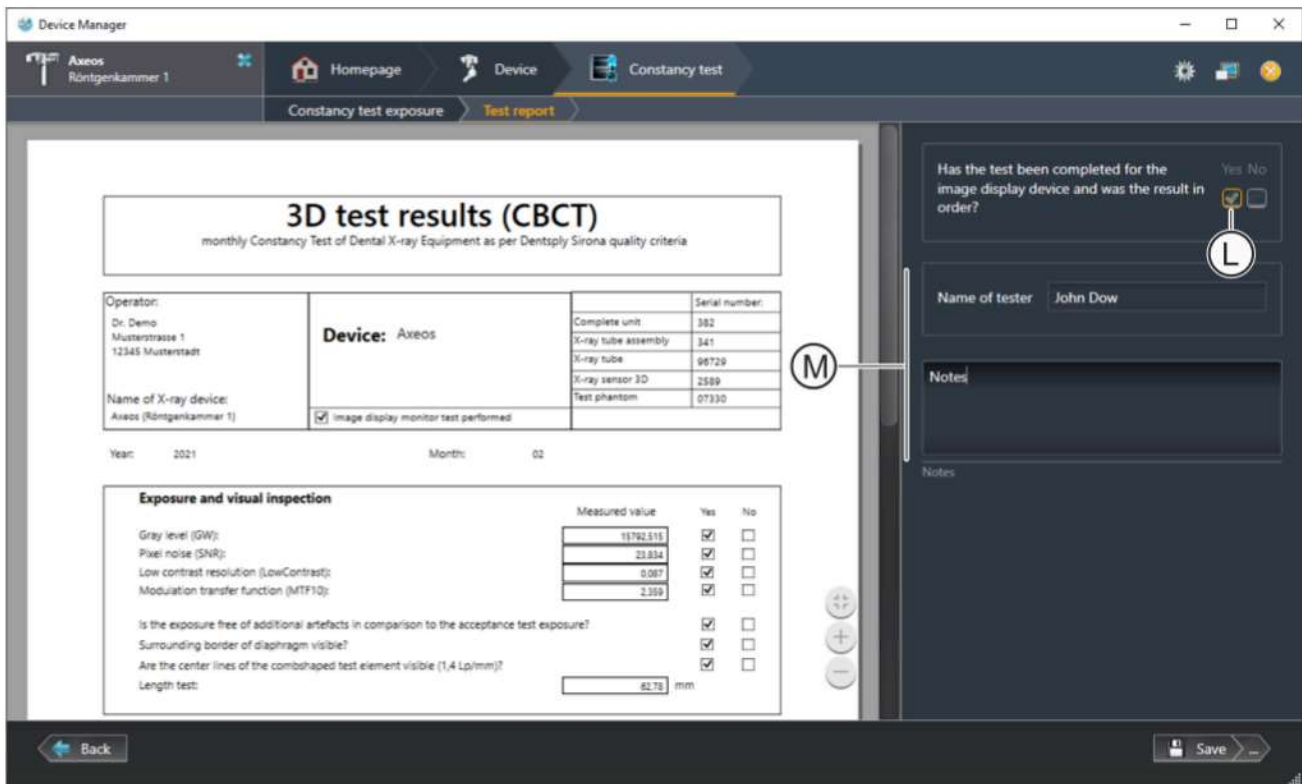 Device Manager
Axeos
Röntgenkammer 1
Homepage
Device
Constancy test
Constancy test exposure
Test report
3D test results (CBCT)
monthly Constancy Test of Dental X-ray Equipment as per Dentsply Sirona quality criteria
Operator:
Dr. Demo
Musterstrasse 1
12345 Musterstadt
Name of X-ray device:
Axeos (Röntgenkammer 1)
Device: Axeos
Image display monitor test performed
Serial number:
Complete unit 382
X-ray tube assembly 341
X-ray tube 96729
X-ray sensor 3D 2589
Test phantom 07330
Year: 2021 Month: 02
Exposure and visual inspection
Measured value Yes No
Gray level (GW): 15792,515
Pixel noise (SNR): 23,834
Low contrast resolution (LowContrast): 0,087
Modulation transfer function (MTF10): 2,359
Is the exposure free of additional artefacts in comparison to the acceptance test exposure?
Surrounding border of diaphragm visible?
Are the center lines of the combshaped test element visible (1,4 Lp/mm)?
Length test: 62,78 mm
Has the test been completed for the
image display device and was the result in
order?
Yes No
L
Name of tester John Dow
M
Notes
Notes
Back
Save ...